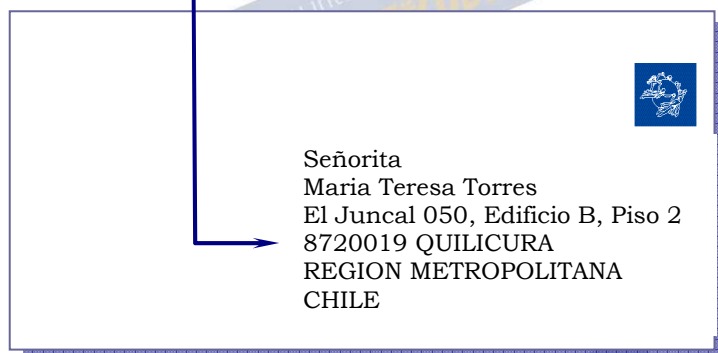 Señorita
Maria Teresa Torres
El Juncal 050, Edificio B, Piso 2
8720019 QUILICURA
REGION METROPOLITANA
CHILE